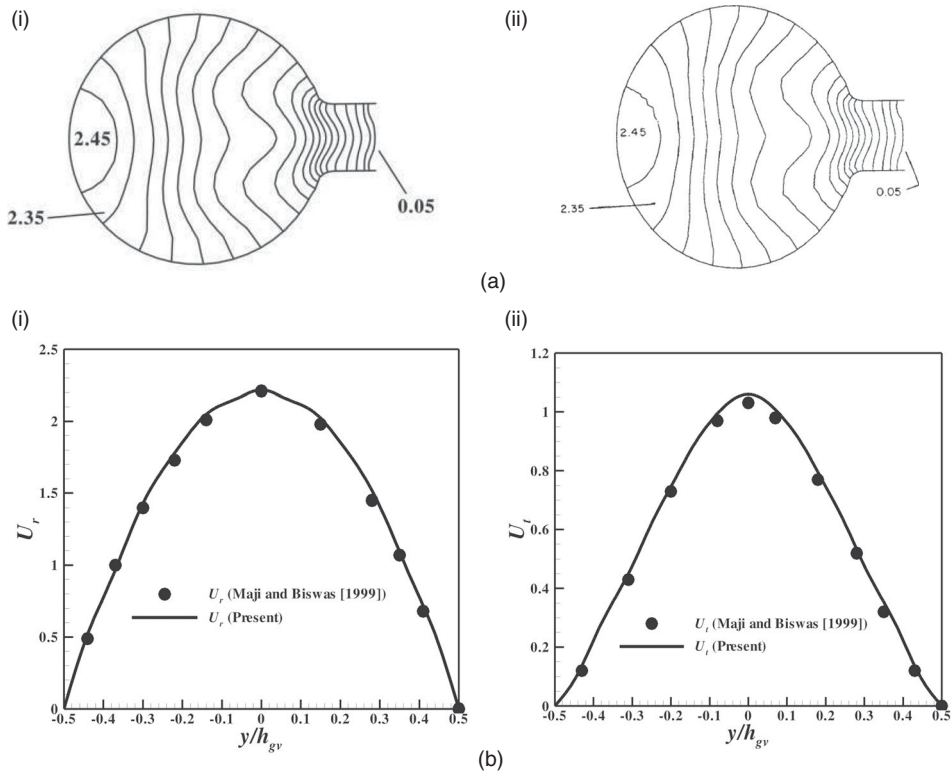 (i)
(ii)
2.45
2.35
0.05
2.45
2.35
0.05
(a)
(i)
(ii)
2.5
2
1.5
1
0.5
0
U_r
-0.5 -0.4 -0.3 -0.2 -0.1 0 0.1 0.2 0.3 0.4 0.5
y/h_gv
U_r (Maji and Biswas [1999])
U_r (Present)
1.2
1
0.8
0.6
0.4
0.2
0
U_t
-0.5 -0.4 -0.3 -0.2 -0.1 0 0.1 0.2 0.3 0.4 0.5
y/h_gv
U_t (Maji and Biswas [1999])
U_t (Present)
(b)